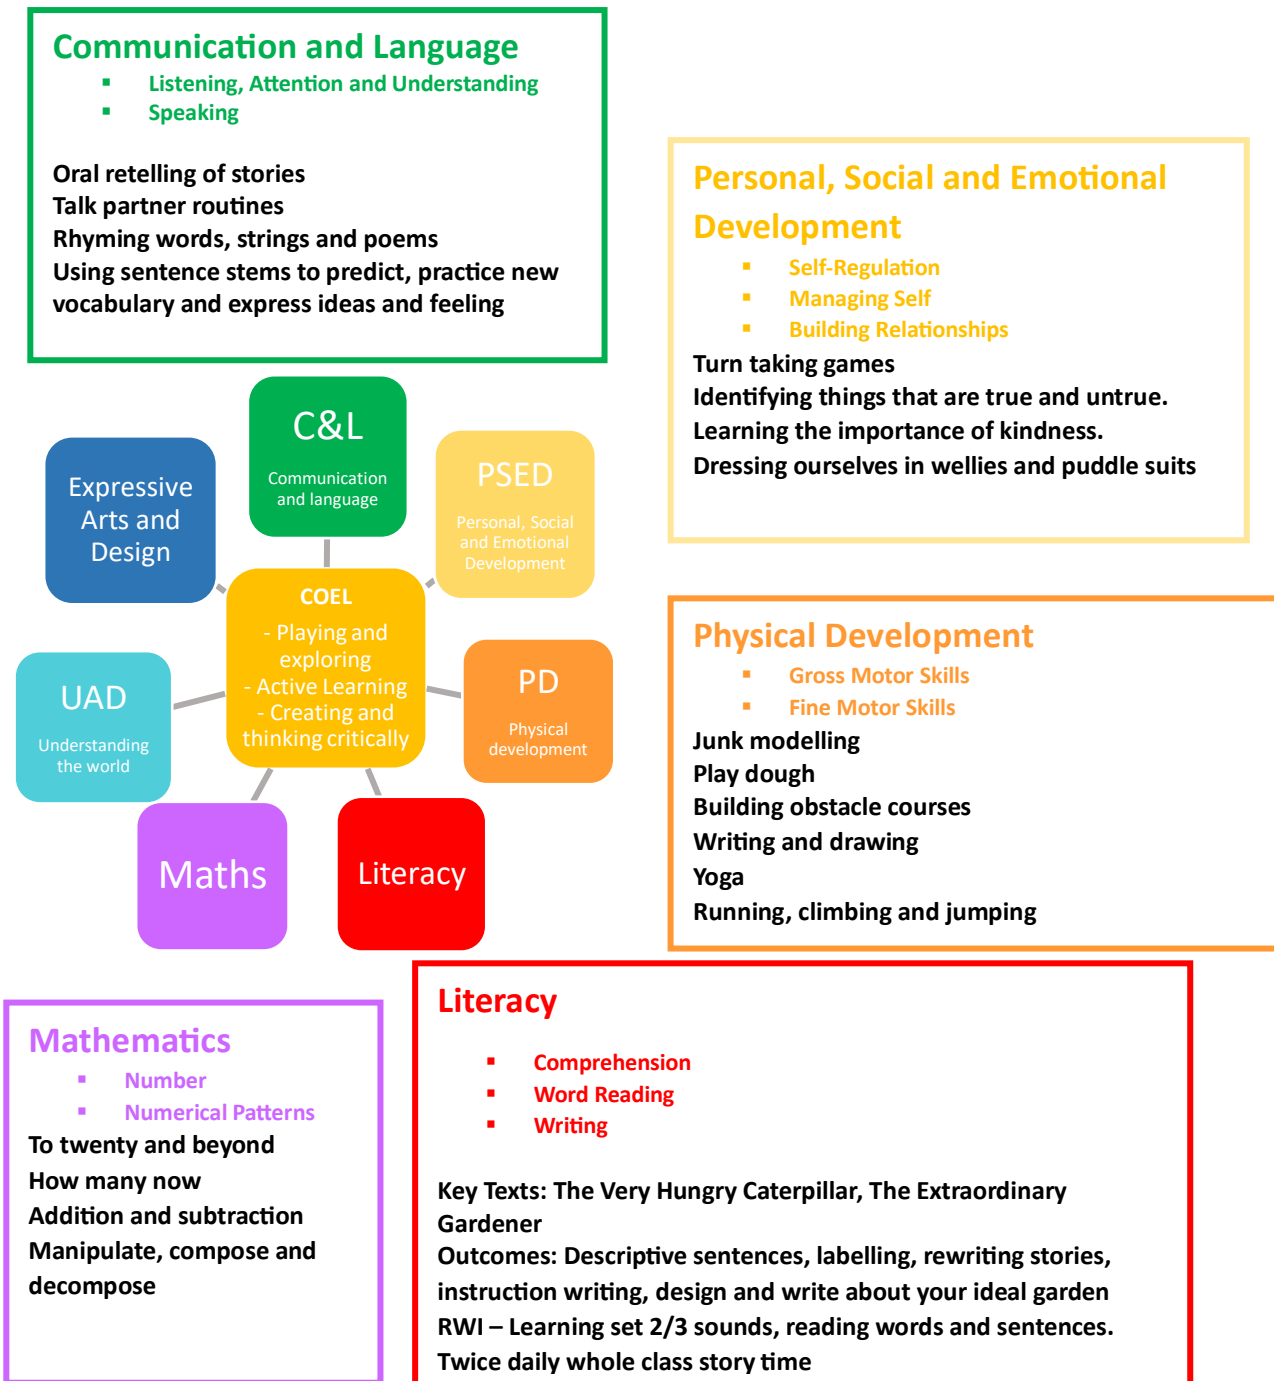 Communication and Language
▪ Listening, Attention and Understanding
▪ Speaking
Oral retelling of stories
Talk partner routines
Rhyming words, strings and poems
Using sentence stems to predict, practice new
vocabulary and express ideas and feeling
Personal, Social and Emotional
Development
▪ Self-Regulation
▪ Managing Self
▪ Building Relationships
Turn taking games
Identifying things that are true and untrue.
Learning the importance of kindness.
Dressing ourselves in wellies and puddle suits
C&L
Communication
and language
PSED
Personal, Social
and Emotional
Development
Expressive
Arts and
Design
COEL
- Playing and
exploring
- Active Learning
- Creating and
thinking critically
UAD
Understanding
the world
PD
Physical
development
Maths
Literacy
Physical Development
▪ Gross Motor Skills
▪ Fine Motor Skills
Junk modelling
Play dough
Building obstacle courses
Writing and drawing
Yoga
Running, climbing and jumping
Mathematics
▪ Number
▪ Numerical Patterns
To twenty and beyond
How many now
Addition and subtraction
Manipulate, compose and
decompose
Literacy
▪ Comprehension
▪ Word Reading
▪ Writing
Key Texts: The Very Hungry Caterpillar, The Extraordinary
Gardener
Outcomes: Descriptive sentences, labelling, rewriting stories,
instruction writing, design and write about your ideal garden
RWI – Learning set 2/3 sounds, reading words and sentences.
Twice daily whole class story time